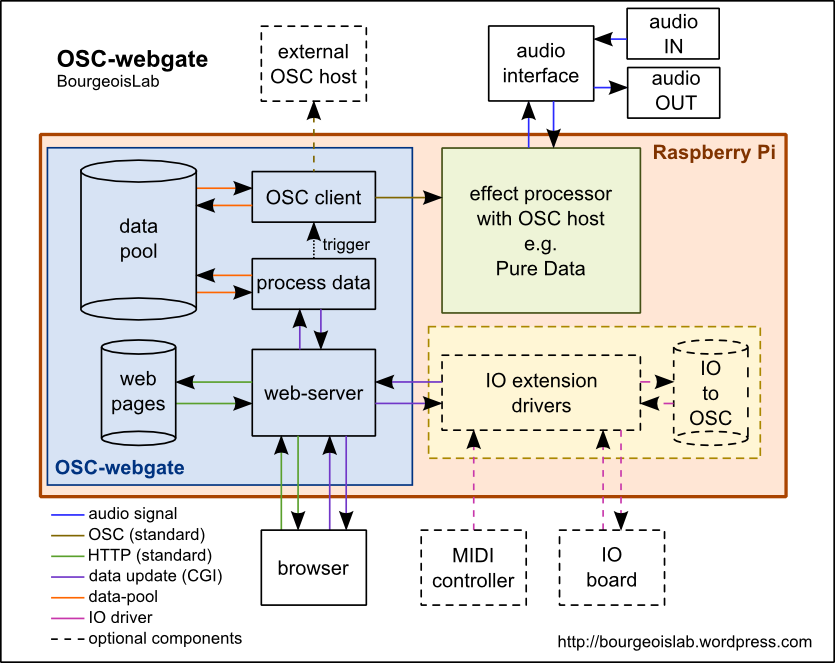 OSC-webgate
BourgeoisLab
external
OSC host
audio
interface
audio
IN
audio
OUT
Raspberry Pi
data
pool
OSC client
trigger
process data
effect processor
with OSC host
e.g.
Pure Data
web
pages
web-server
IO extension
drivers
IO
to
OSC
OSC-webgate
audio signal
OSC (standard)
HTTP (standard)
data update (CGI)
data-pool
IO driver
optional components
browser
MIDI
controller
IO
board
http://bourgeoislab.wordpress.com